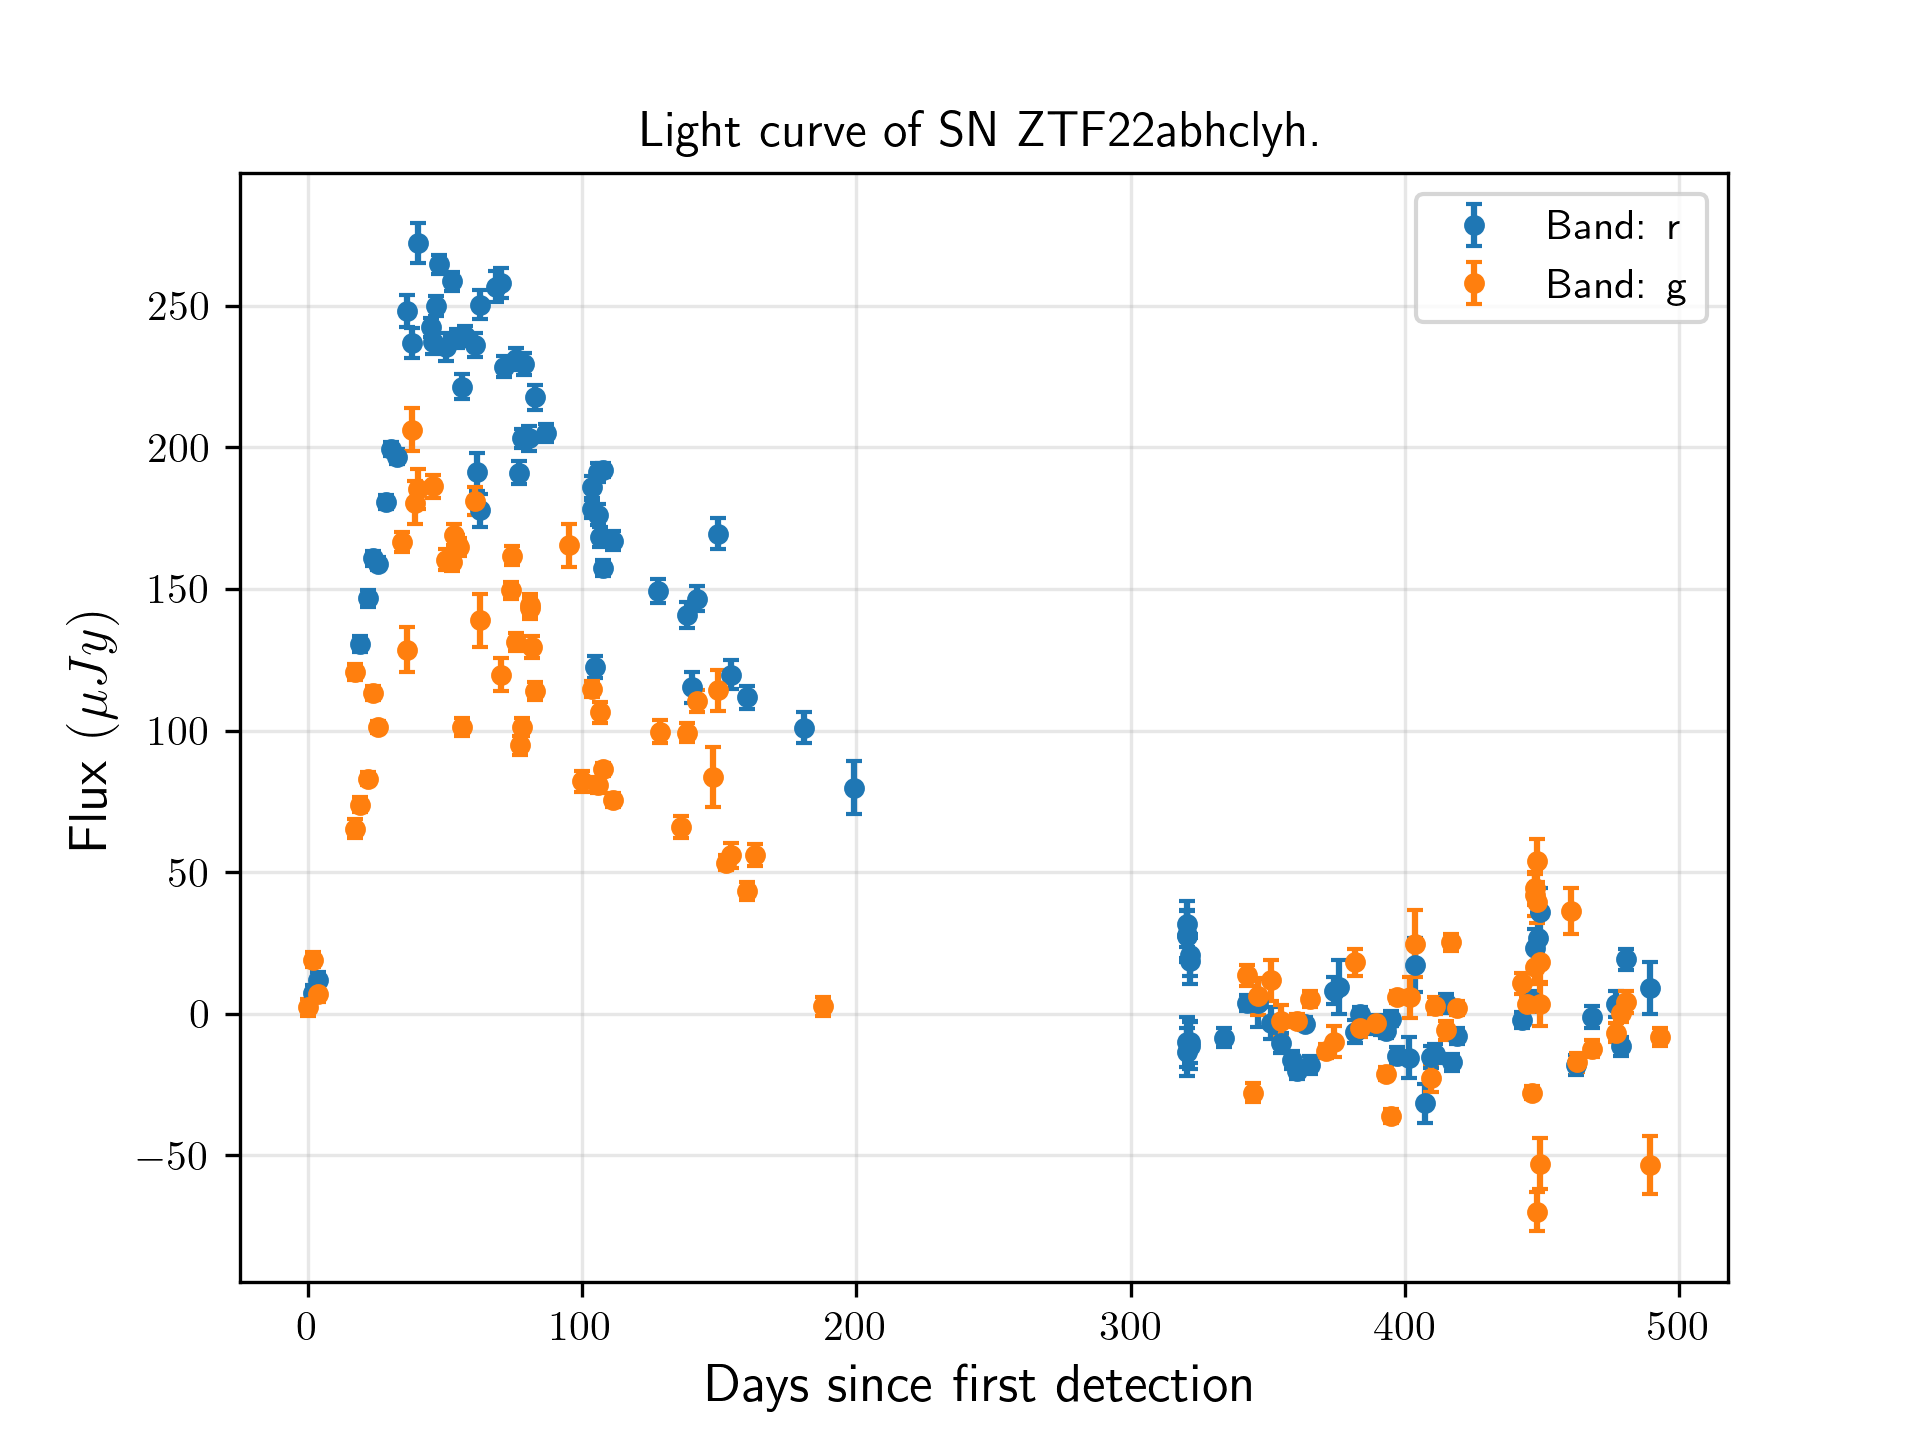 Light curve of SN ZTF22abhclyh.
Band: r
Band: g
Flux (μJy)
250
200
150
100
50
0
−50
0 100 200 300 400 500
Days since first detection